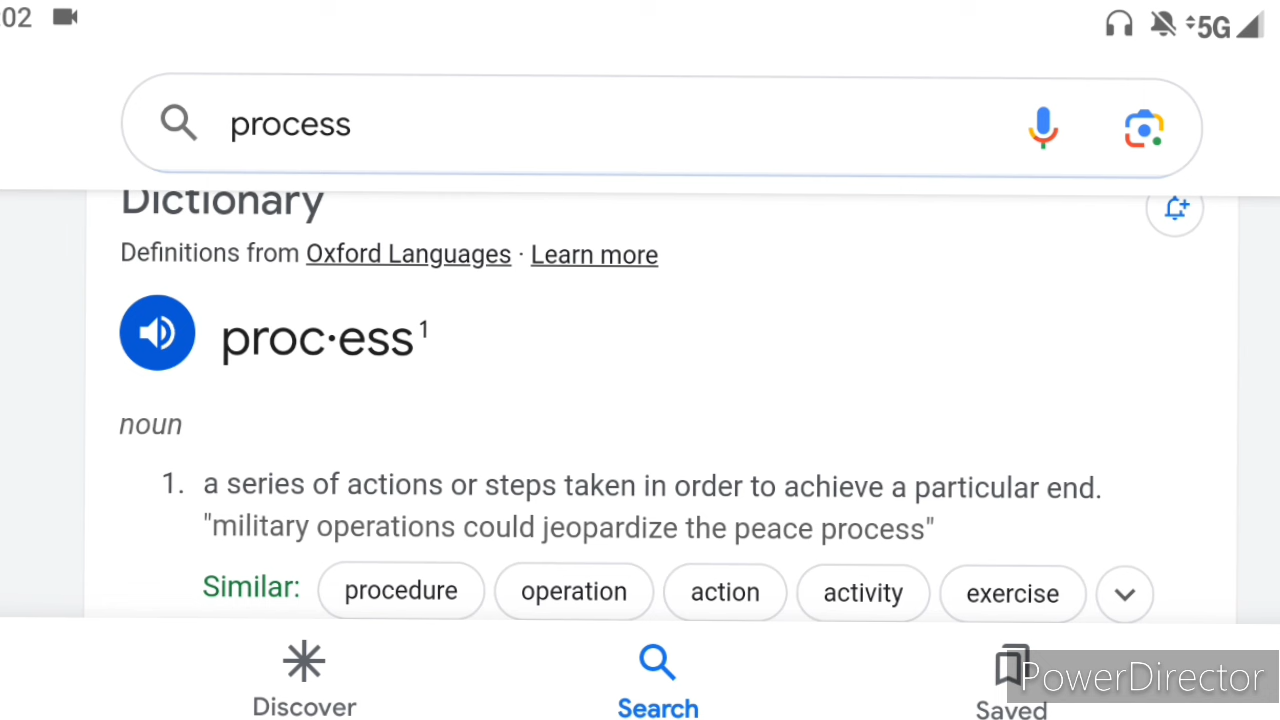 :02
5G
process
Dictionary
Definitions from Oxford Languages · Learn more
proc·ess¹
noun
1. a series of actions or steps taken in order to achieve a particular end.
"military operations could jeopardize the peace process"
Similar: procedure operation action activity exercise
Discover Search Saved
PowerDirector